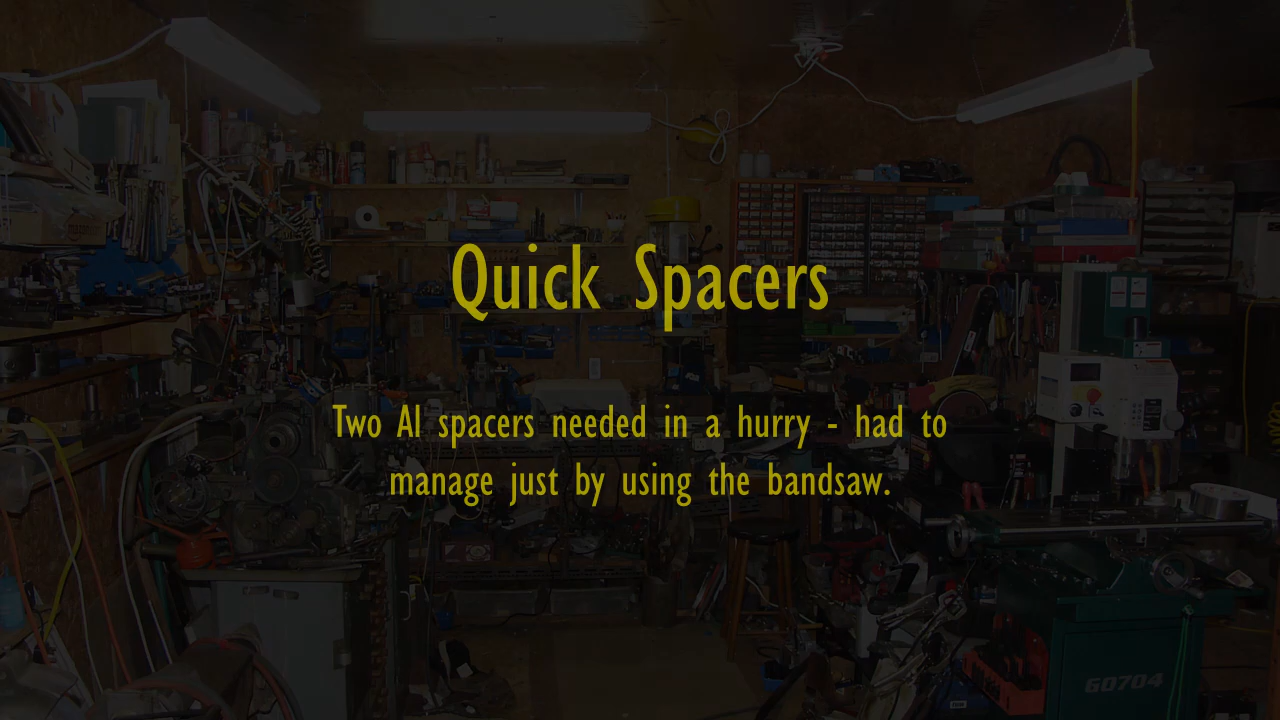 Quick Spacers
Two Al spacers needed in a hurry - had to
manage just by using the bandsaw.
G0704